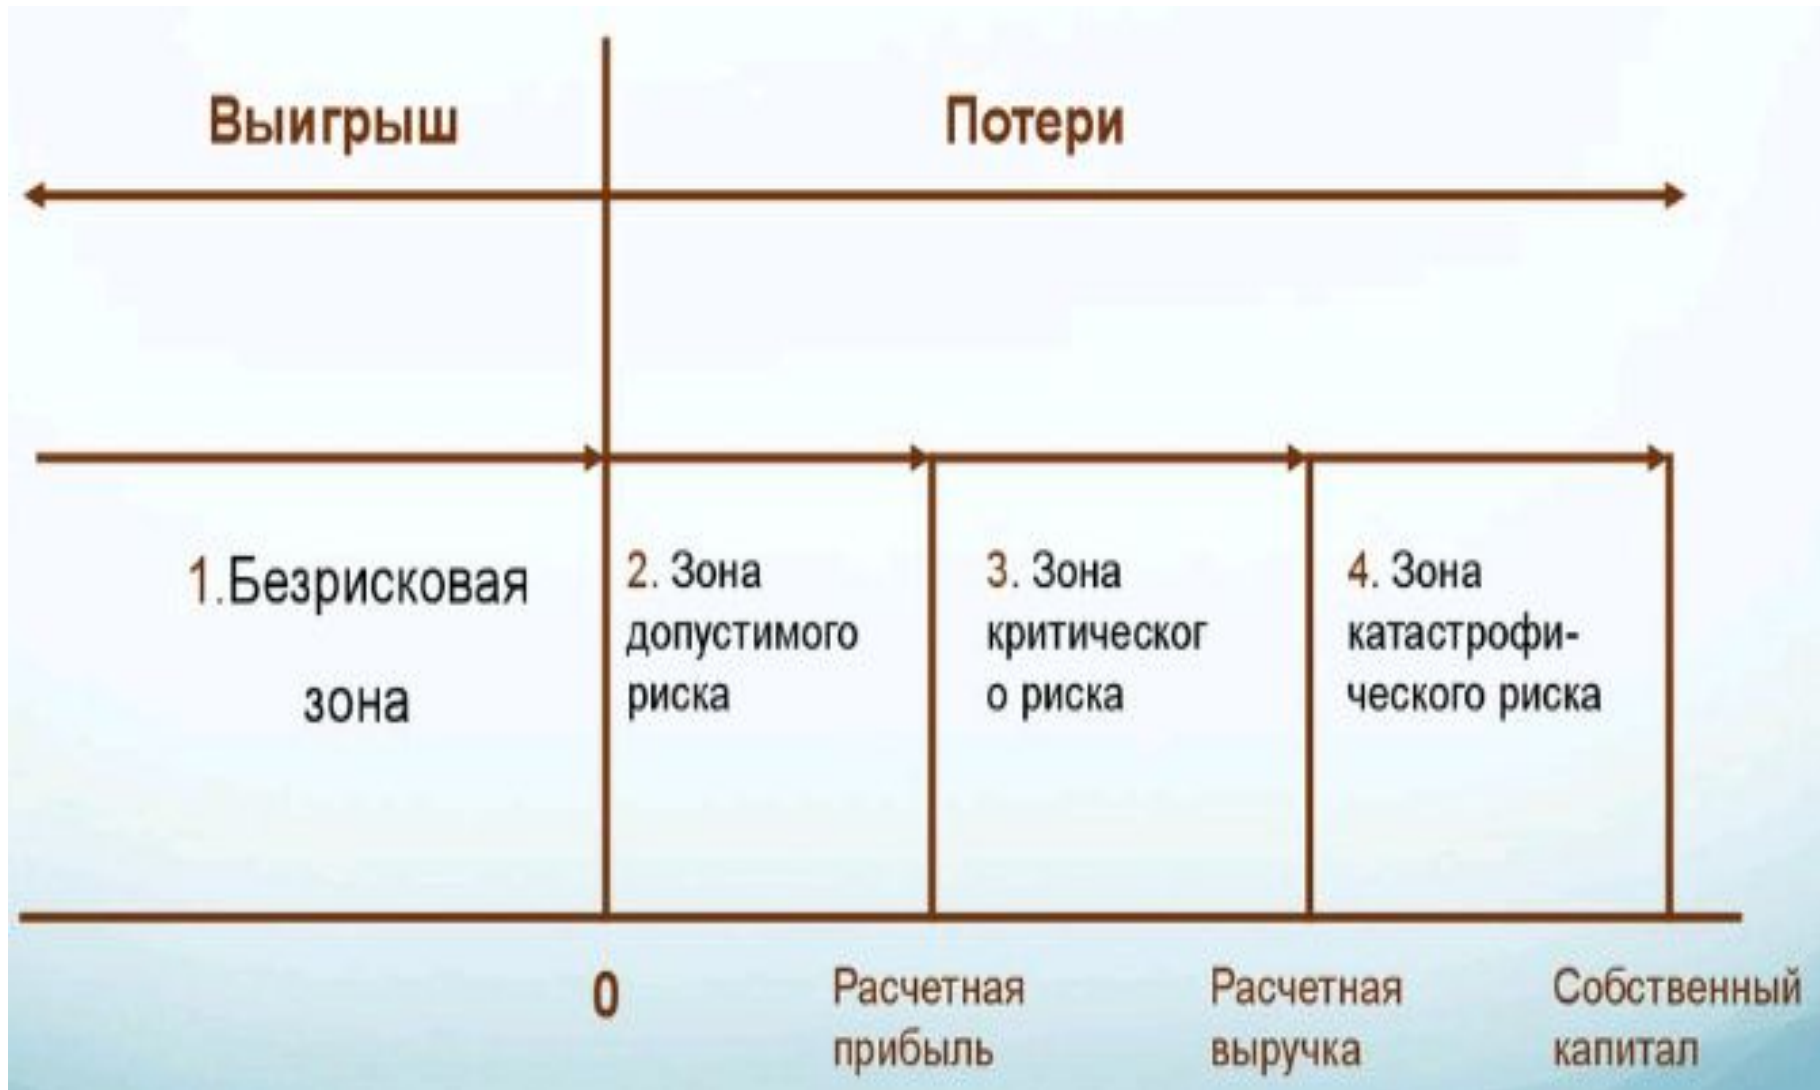 Выигрыш
Потери
1.Безрисковая
зона
2. Зона
допустимого
риска
3. Зона
критическог
о риска
4. Зона
катастрофи-
ческого риска
0
Расчетная
прибыль
Расчетная
выручка
Собственный
капитал